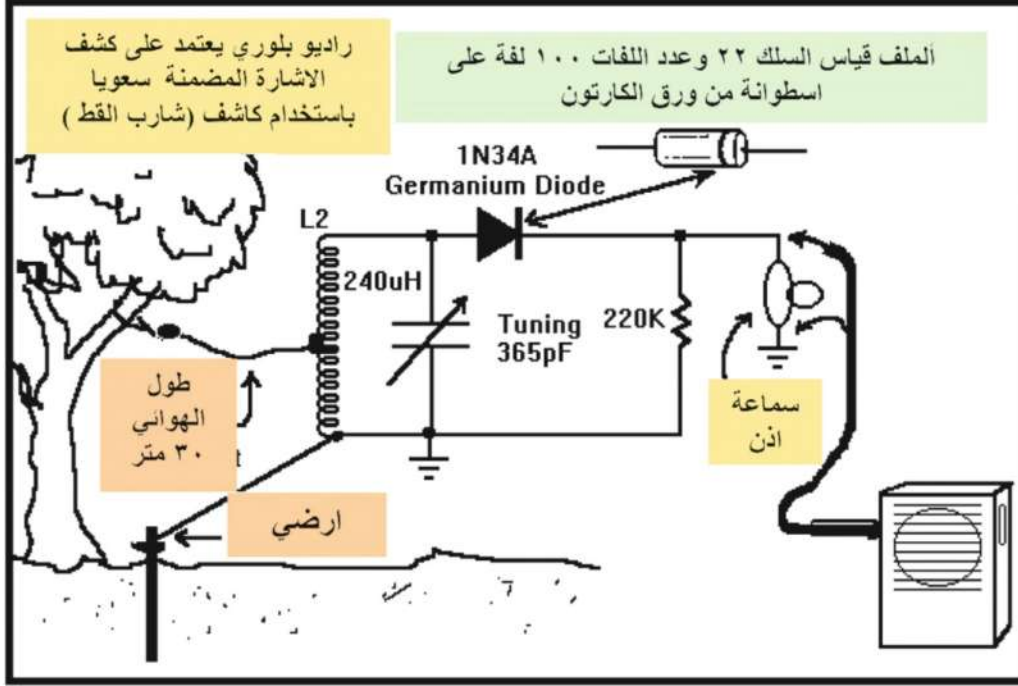 راديو بلوري يعتمد على كشف
الاشارة المضمنة سعويا
باستخدام كاشف (شارب القط )
ألملف قياس السلك ٢٢ وعدد اللفات ١٠٠ لفة على
اسطوانة من ورق الكارتون
1N34A
Germanium Diode
L2
240uH
Tuning
365pF
220K
سماعة
اذن
طول
الهوائي
٣٠ متر
t
ارضي